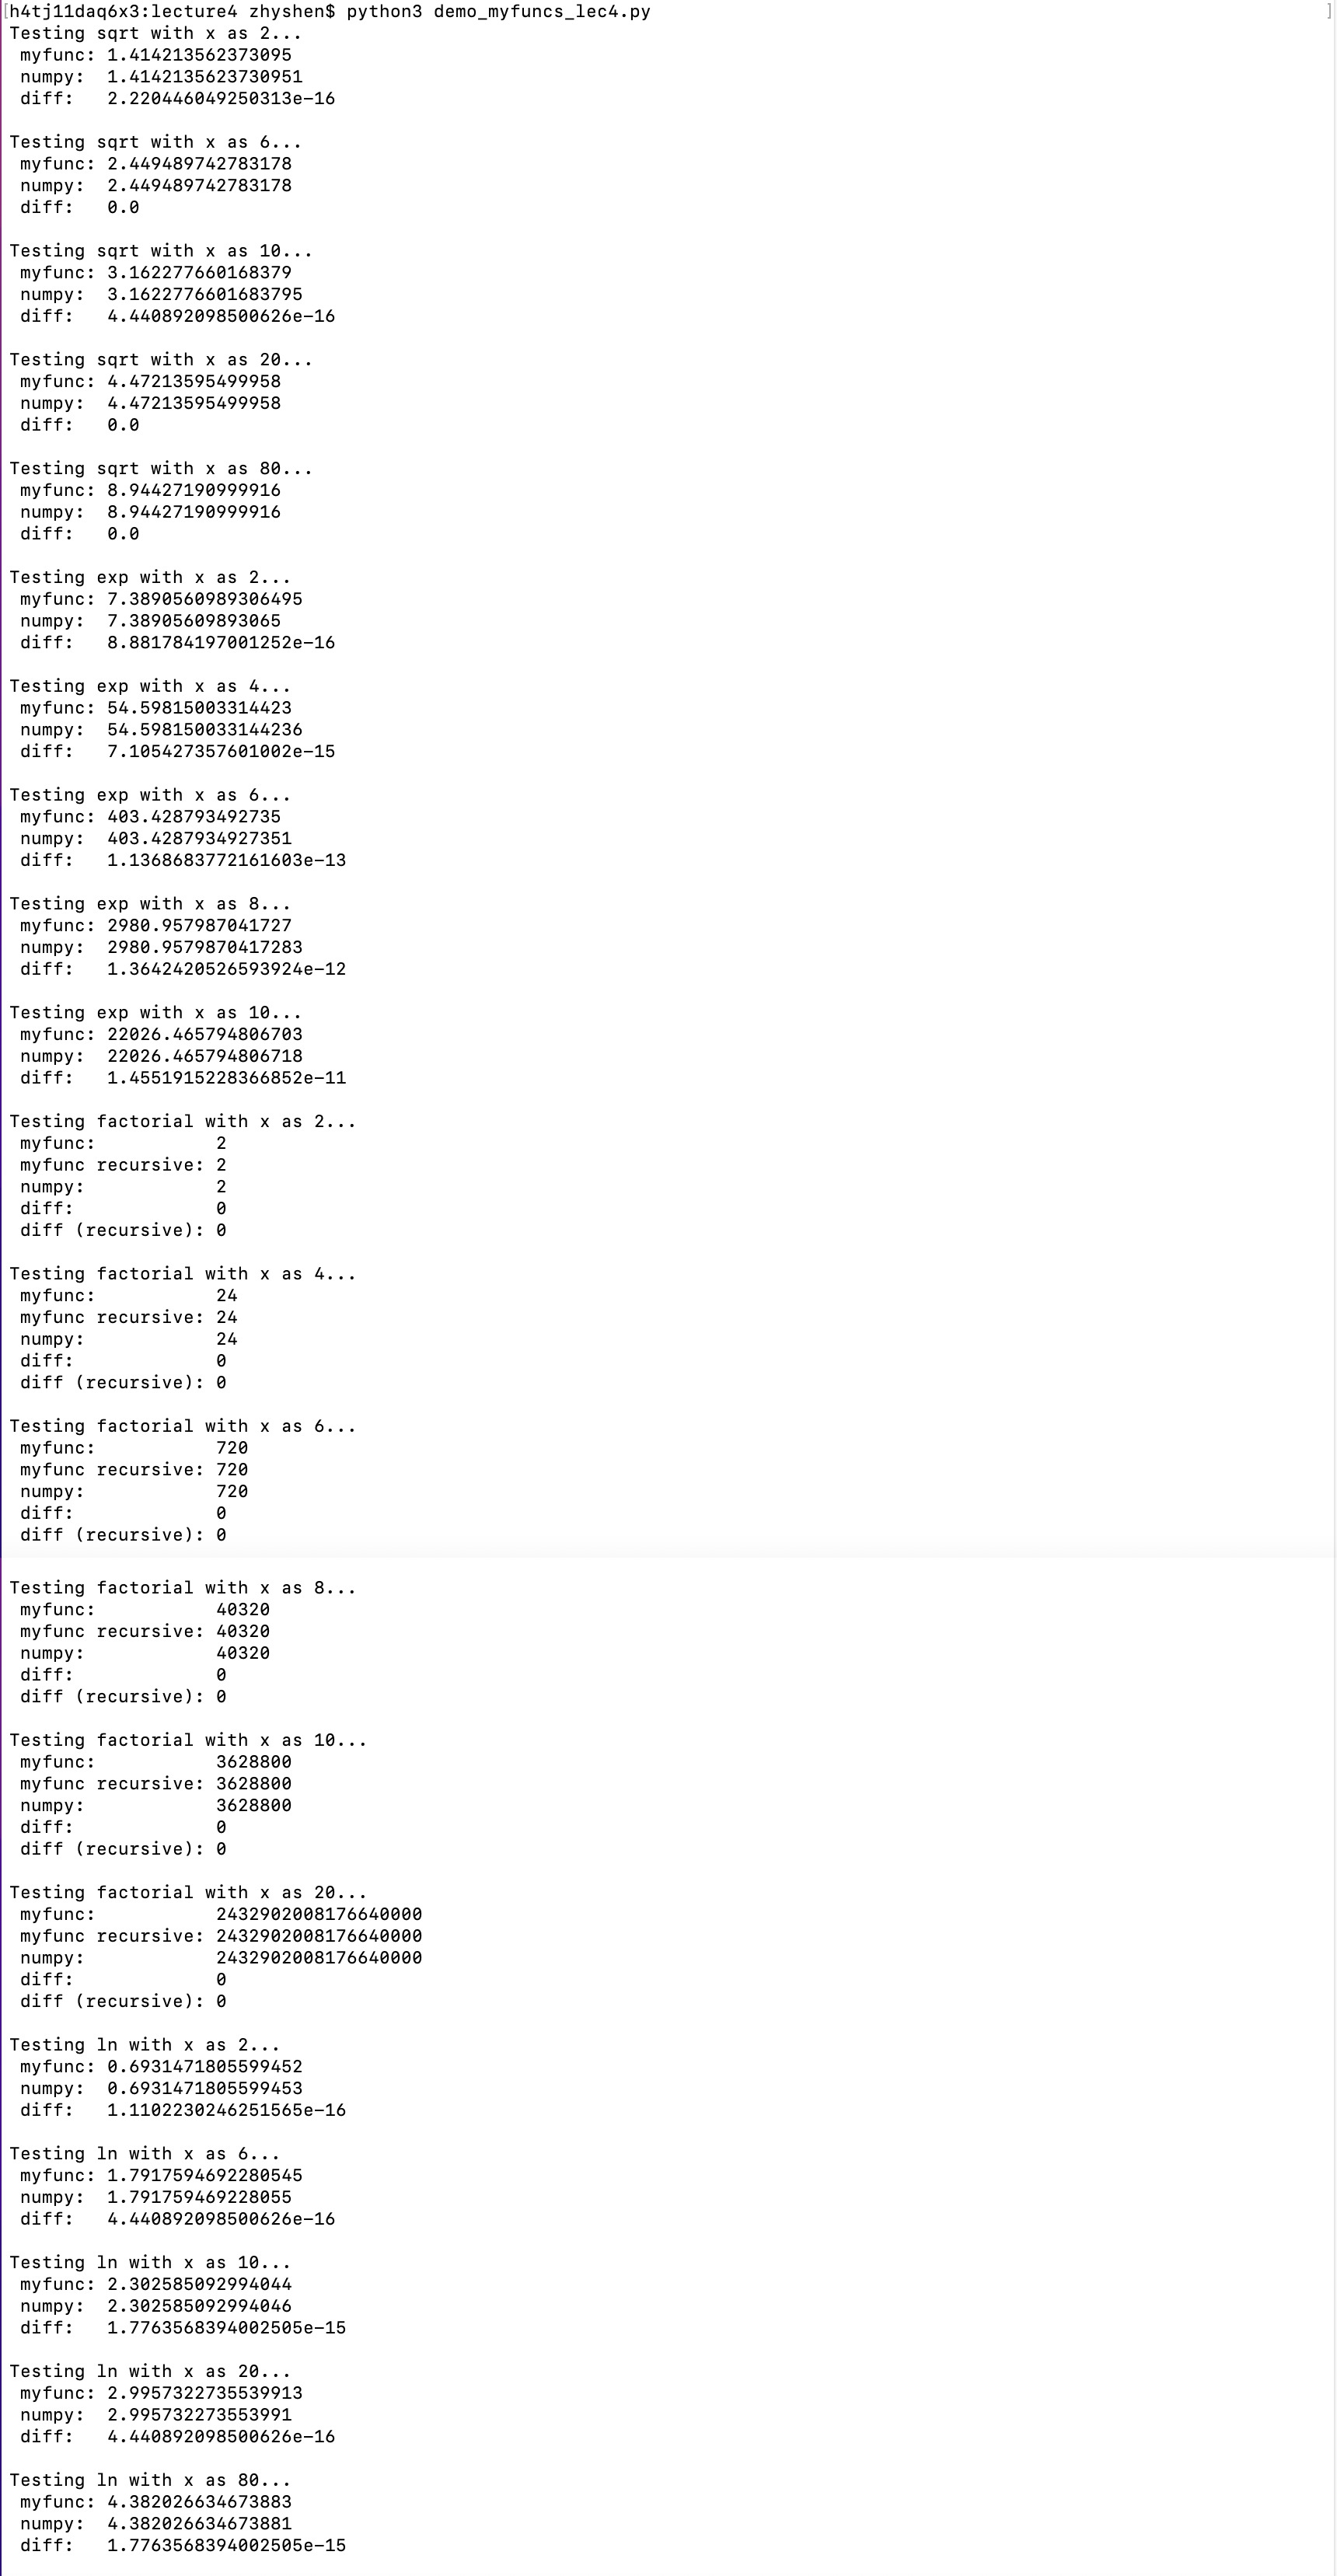 [h4tj11daq6x3:lecture4 zhyshen$ python3 demo_myfuncs_lec4.py ]
Testing sqrt with x as 2...
myfunc: 1.414213562373095
numpy: 1.4142135623730951
diff: 2.220446049250313e-16
Testing sqrt with x as 6...
myfunc: 2.449489742783178
numpy: 2.449489742783178
diff: 0.0
Testing sqrt with x as 10...
myfunc: 3.162277660168379
numpy: 3.1622776601683795
diff: 4.440892098500626e-16
Testing sqrt with x as 20...
myfunc: 4.47213595499958
numpy: 4.47213595499958
diff: 0.0
Testing sqrt with x as 80...
myfunc: 8.94427190999916
numpy: 8.94427190999916
diff: 0.0
Testing exp with x as 2...
myfunc: 7.3890560989306495
numpy: 7.38905609893065
diff: 8.881784197001252e-16
Testing exp with x as 4...
myfunc: 54.59815003314423
numpy: 54.598150033144236
diff: 7.105427357601002e-15
Testing exp with x as 6...
myfunc: 403.428793492735
numpy: 403.4287934927351
diff: 1.1368683772161603e-13
Testing exp with x as 8...
myfunc: 2980.957987041727
numpy: 2980.9579870417283
diff: 1.3642420526593924e-12
Testing exp with x as 10...
myfunc: 22026.465794806703
numpy: 22026.465794806718
diff: 1.4551915228366852e-11
Testing factorial with x as 2...
myfunc: 2
myfunc recursive: 2
numpy: 2
diff: 0
diff (recursive): 0
Testing factorial with x as 4...
myfunc: 24
myfunc recursive: 24
numpy: 24
diff: 0
diff (recursive): 0
Testing factorial with x as 6...
myfunc: 720
myfunc recursive: 720
numpy: 720
diff: 0
diff (recursive): 0
Testing factorial with x as 8...
myfunc: 40320
myfunc recursive: 40320
numpy: 40320
diff: 0
diff (recursive): 0
Testing factorial with x as 10...
myfunc: 3628800
myfunc recursive: 3628800
numpy: 3628800
diff: 0
diff (recursive): 0
Testing factorial with x as 20...
myfunc: 2432902008176640000
myfunc recursive: 2432902008176640000
numpy: 2432902008176640000
diff: 0
diff (recursive): 0
Testing ln with x as 2...
myfunc: 0.6931471805599452
numpy: 0.6931471805599453
diff: 1.1102230246251565e-16
Testing ln with x as 6...
myfunc: 1.7917594692280545
numpy: 1.791759469228055
diff: 4.440892098500626e-16
Testing ln with x as 10...
myfunc: 2.302585092994044
numpy: 2.302585092994046
diff: 1.7763568394002505e-15
Testing ln with x as 20...
myfunc: 2.9957322735539913
numpy: 2.995732273553991
diff: 4.440892098500626e-16
Testing ln with x as 80...
myfunc: 4.382026634673883
numpy: 4.382026634673881
diff: 1.7763568394002505e-15